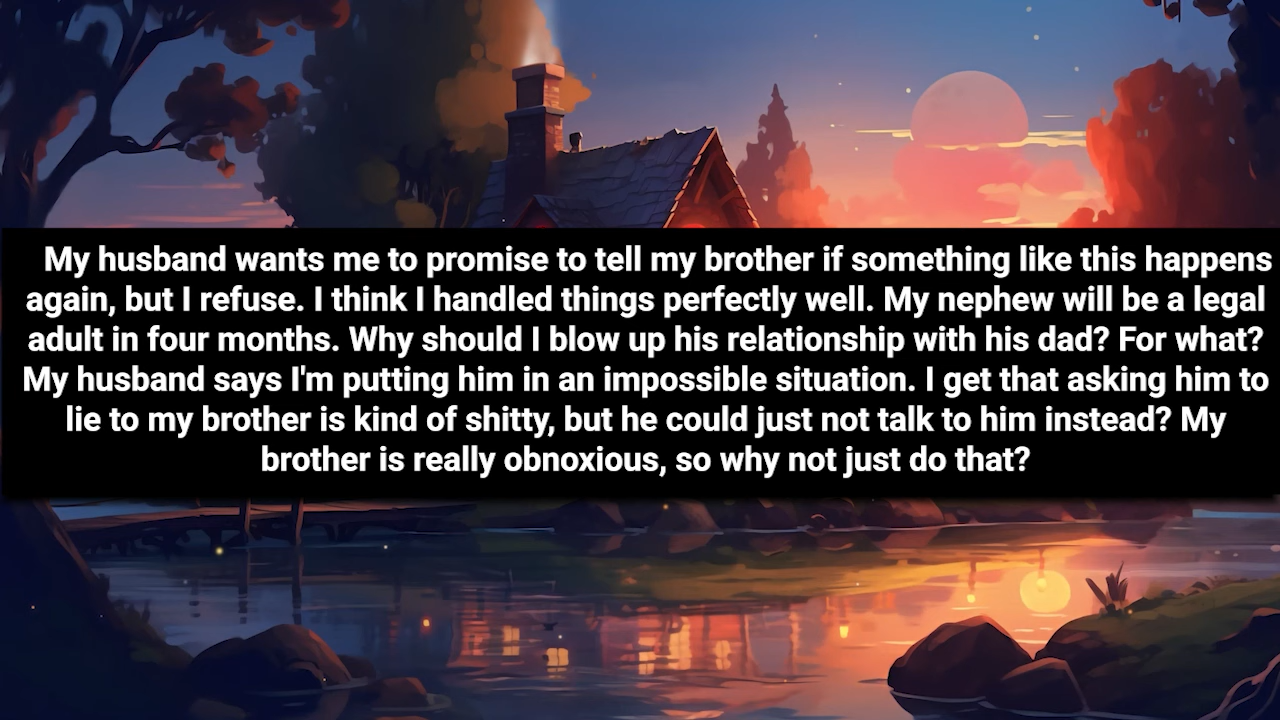 My husband wants me to promise to tell my brother if something like this happens
again, but I refuse. I think I handled things perfectly well. My nephew will be a legal
adult in four months. Why should I blow up his relationship with his dad? For what?
My husband says I'm putting him in an impossible situation. I get that asking him to
lie to my brother is kind of shitty, but he could just not talk to him instead? My
brother is really obnoxious, so why not just do that?